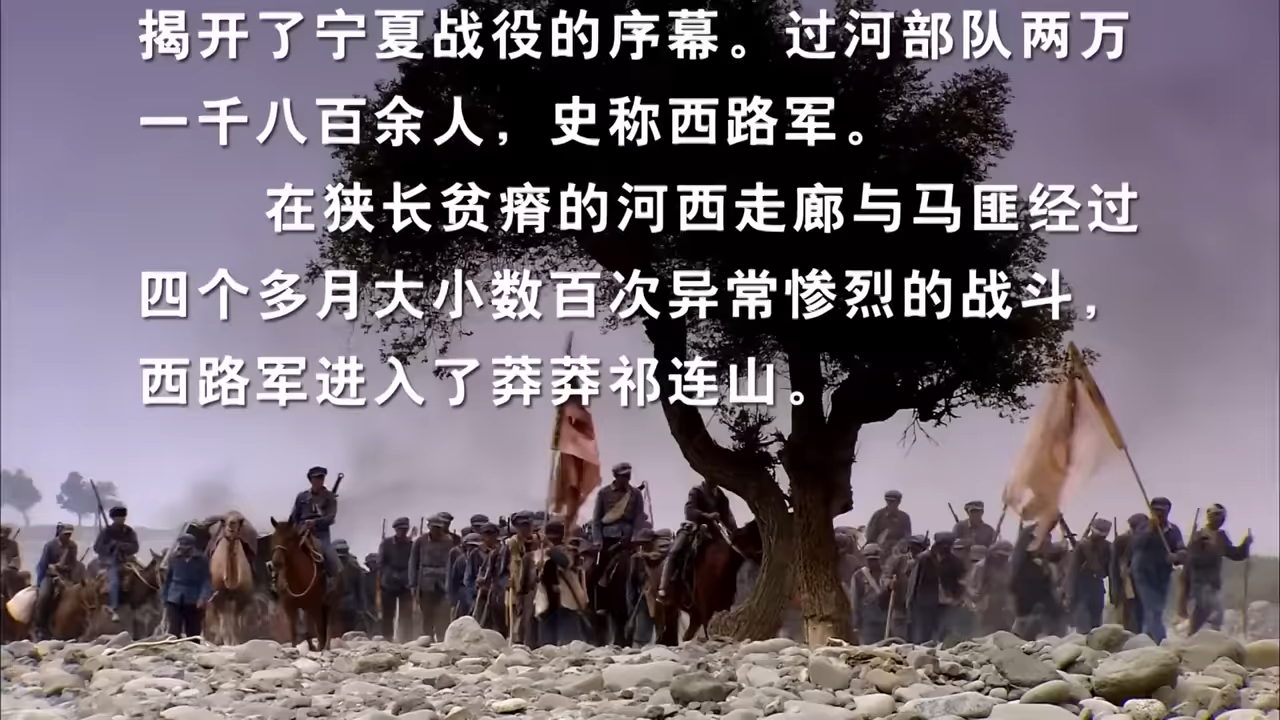 揭开了宁夏战役的序幕。过河部队两万
一千八百余人，史称西路军。
在狭长贫瘠的河西走廊与马匪经过
四个多月大小数百次异常惨烈的战斗，
西路军进入了莽莽祁连山。